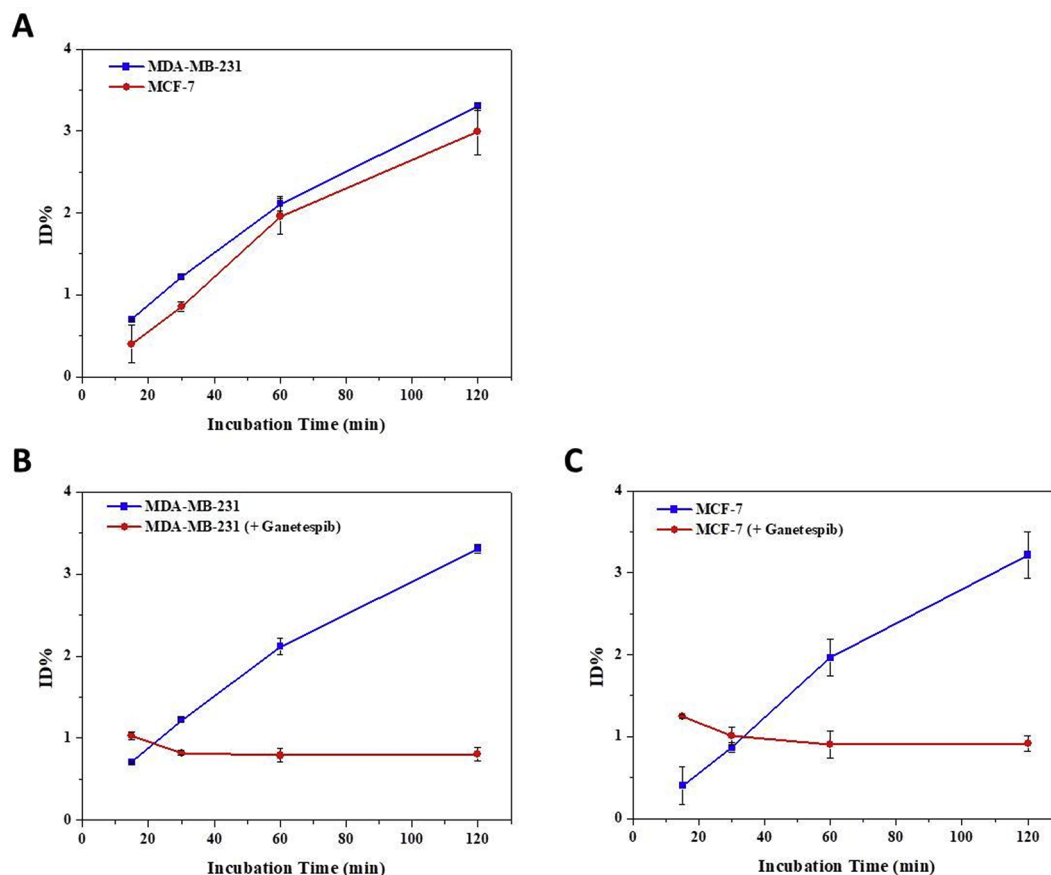 A
4
3
2
1
0
ID%
MDA-MB-231
MCF-7
0 20 40 60 80 100 120
Incubation Time (min)
B
4
3
2
1
0
ID%
MDA-MB-231
MDA-MB-231 (+ Ganetespib)
0 20 40 60 80 100 120
Incubation Time (min)
C
4
3
2
1
0
ID%
MCF-7
MCF-7 (+ Ganetespib)
0 20 40 60 80 100 120
Incubation Time (min)